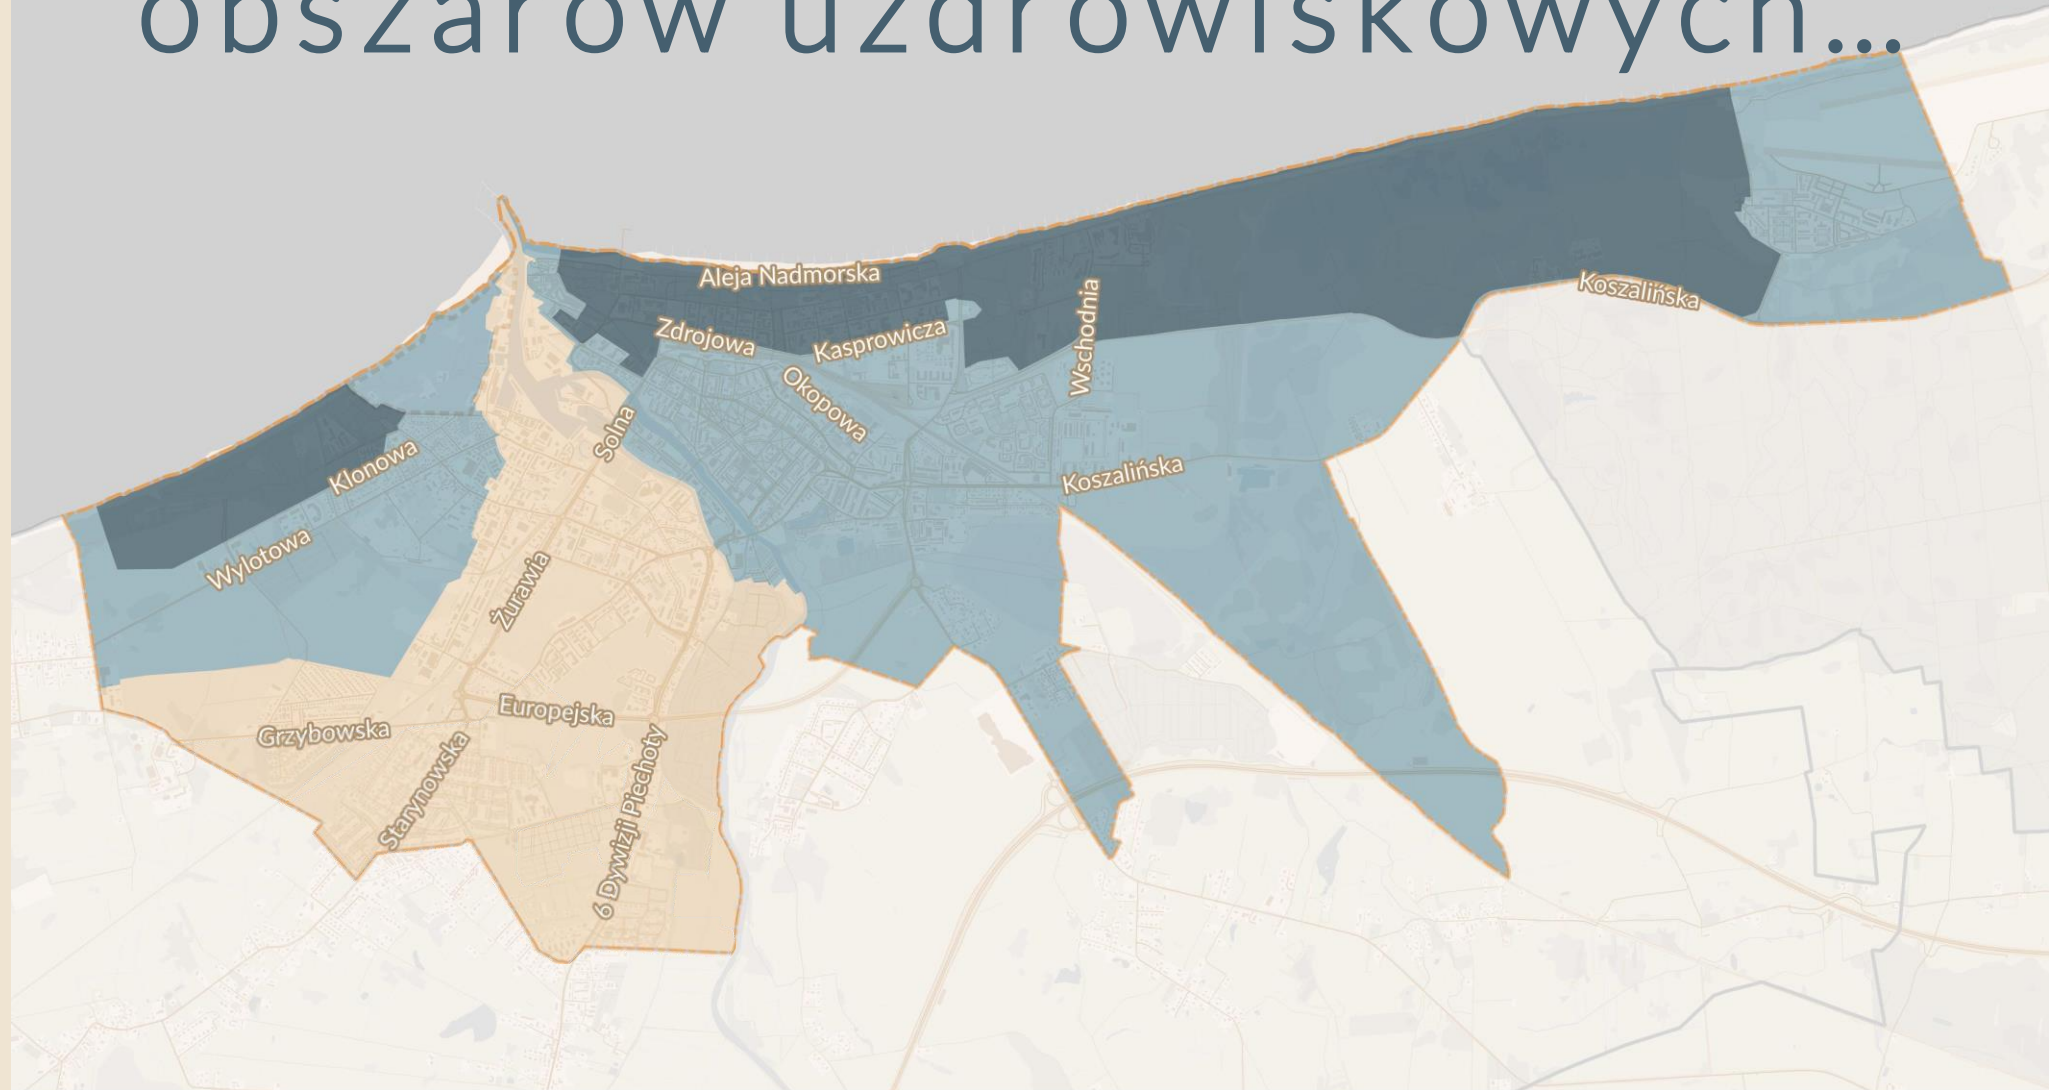 obszarów uzdrowiskowych...
Aleja Nadmorska
Koszalińska
Zdrojowa
Kasprowicza
Wschodnia
Okopowa
Solna
Klonowa
Koszalińska
Wylotowa
Żurawia
Europejska
Grzybowska
Starynowska
6 Dywizji Piechoty